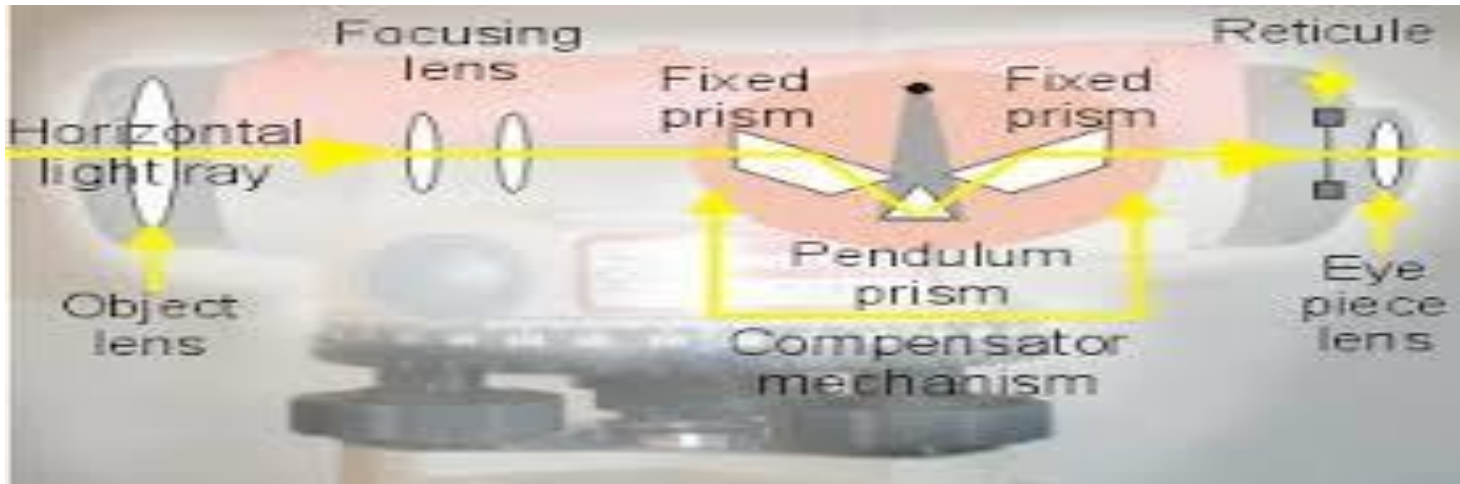 Focusing
lens
Reticule
Fixed
prism
Fixed
prism
Horizontal
light ray
Pendulum
prism
Object
lens
Eye
piece
lens
Compensator
mechanism